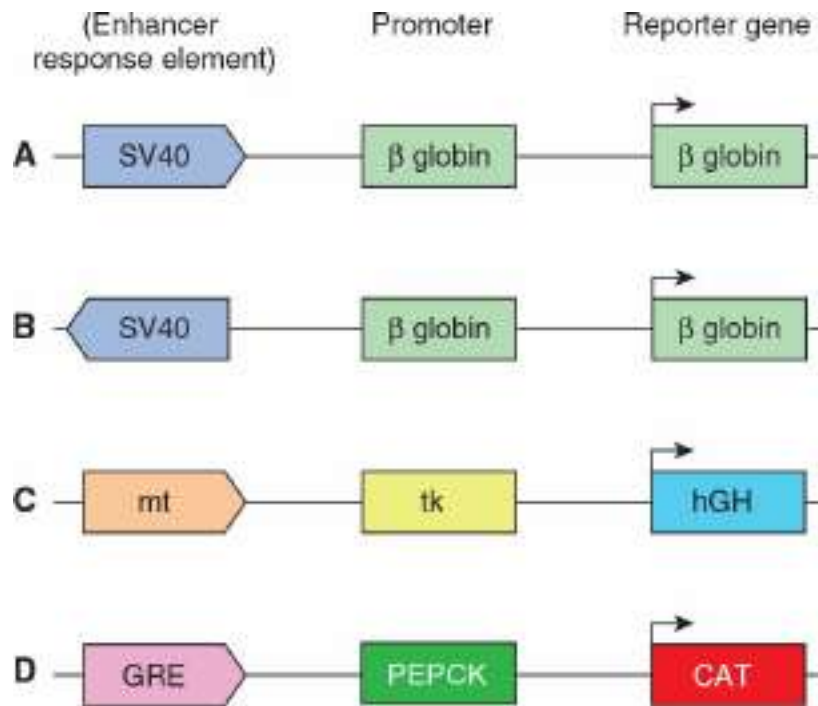 (Enhancer
response element)
Promoter
Reporter gene
A
SV40
β globin
β globin
B
SV40
β globin
β globin
C
mt
tk
hGH
D
GRE
PEPCK
CAT